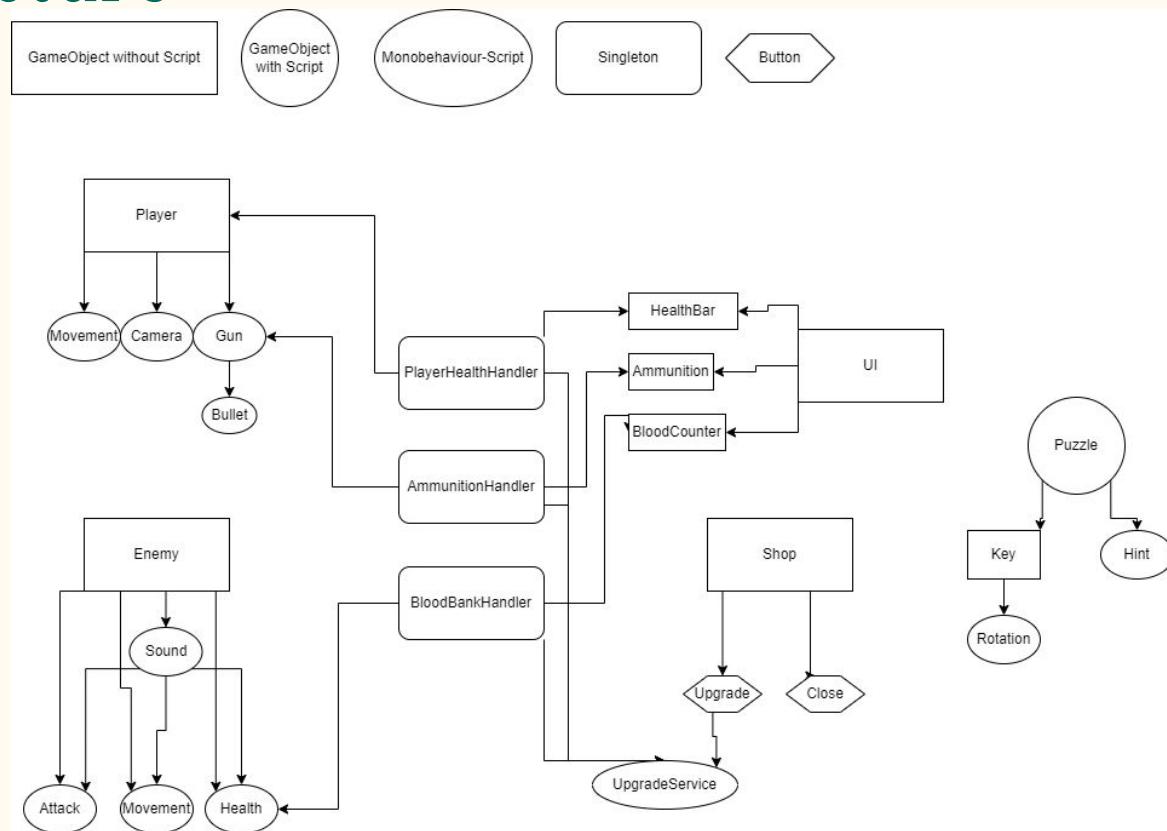 GameObject without Script
GameObject
with Script
Monobehaviour-Script
Singleton
Button
Player
Movement
Camera
Gun
Bullet
PlayerHealthHandler
AmmunitionHandler
BloodBankHandler
HealthBar
Ammunition
BloodCounter
UI
Puzzle
Key
Hint
Rotation
Enemy
Sound
Attack
Movement
Health
Shop
Upgrade
Close
UpgradeService